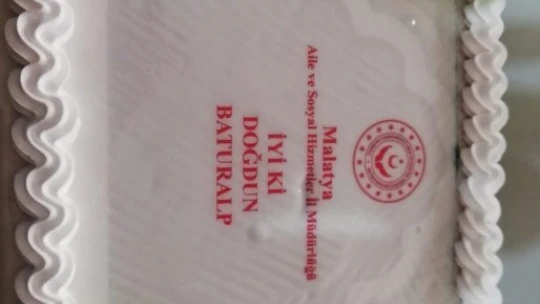 Malatya
Aile ve Sosyal Hizmetler İl Müdürlüğü
İYİ Kİ
DOĞDUN
BATURALP